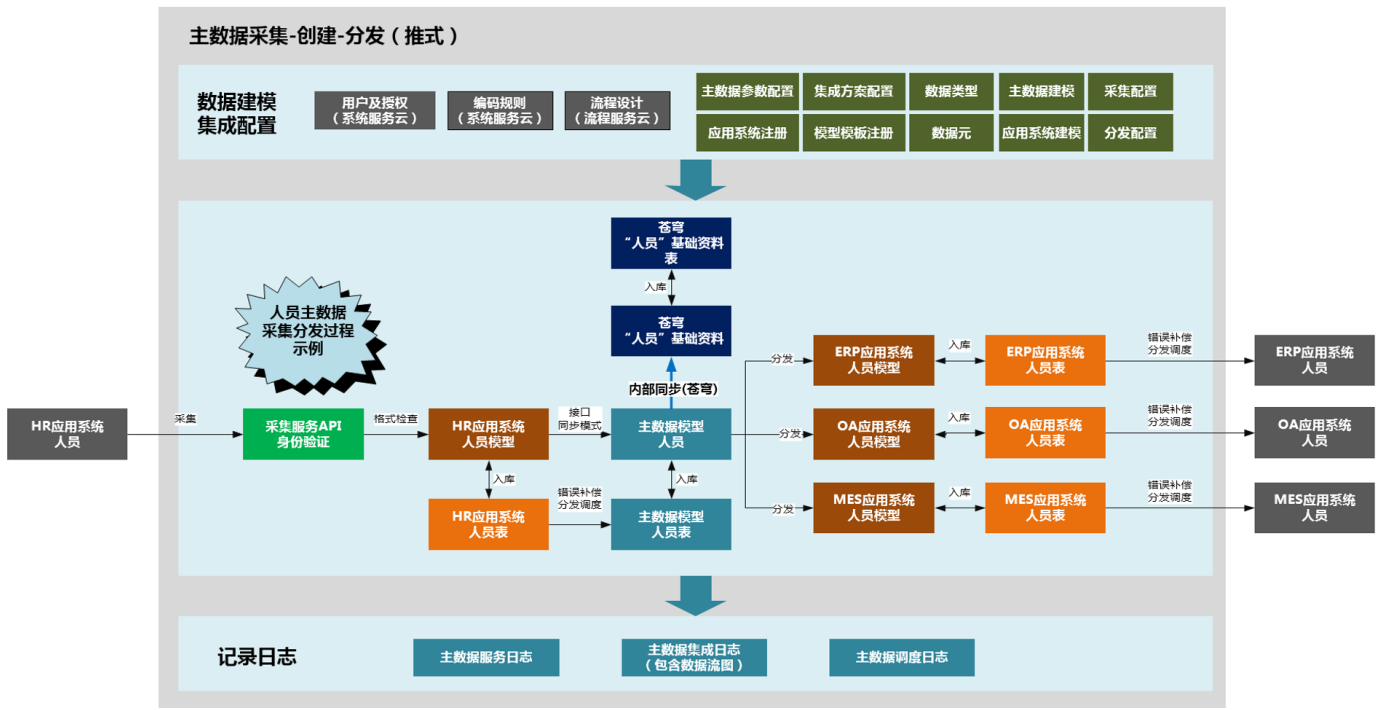 主数据采集-创建-分发（推式）
数据建模
集成配置
用户及授权
（系统服务云）
编码规则
（系统服务云）
流程设计
（流程服务云）
主数据参数配置
集成方案配置
数据类型
主数据建模
采集配置
应用系统注册
模型模板注册
数据元
应用系统建模
分发配置
苍穹
“人员”基础资料
表
入库
苍穹
“人员”基础资料
内部同步(苍穹)
人员主数据
采集分发过程
示例
HR应用系统
人员
采集
采集服务API
身份验证
格式检查
HR应用系统
人员模型
接口
同步模式
主数据模型
人员
入库
入库
HR应用系统
人员表
错误补偿
分发调度
主数据模型
人员表
分发
ERP应用系统
人员模型
入库
ERP应用系统
人员表
错误补偿
分发调度
ERP应用系统
人员
分发
OA应用系统
人员模型
入库
OA应用系统
人员表
错误补偿
分发调度
OA应用系统
人员
分发
MES应用系统
人员模型
入库
MES应用系统
人员表
错误补偿
分发调度
MES应用系统
人员
记录日志
主数据服务日志
主数据集成日志
（包含数据流图）
主数据调度日志